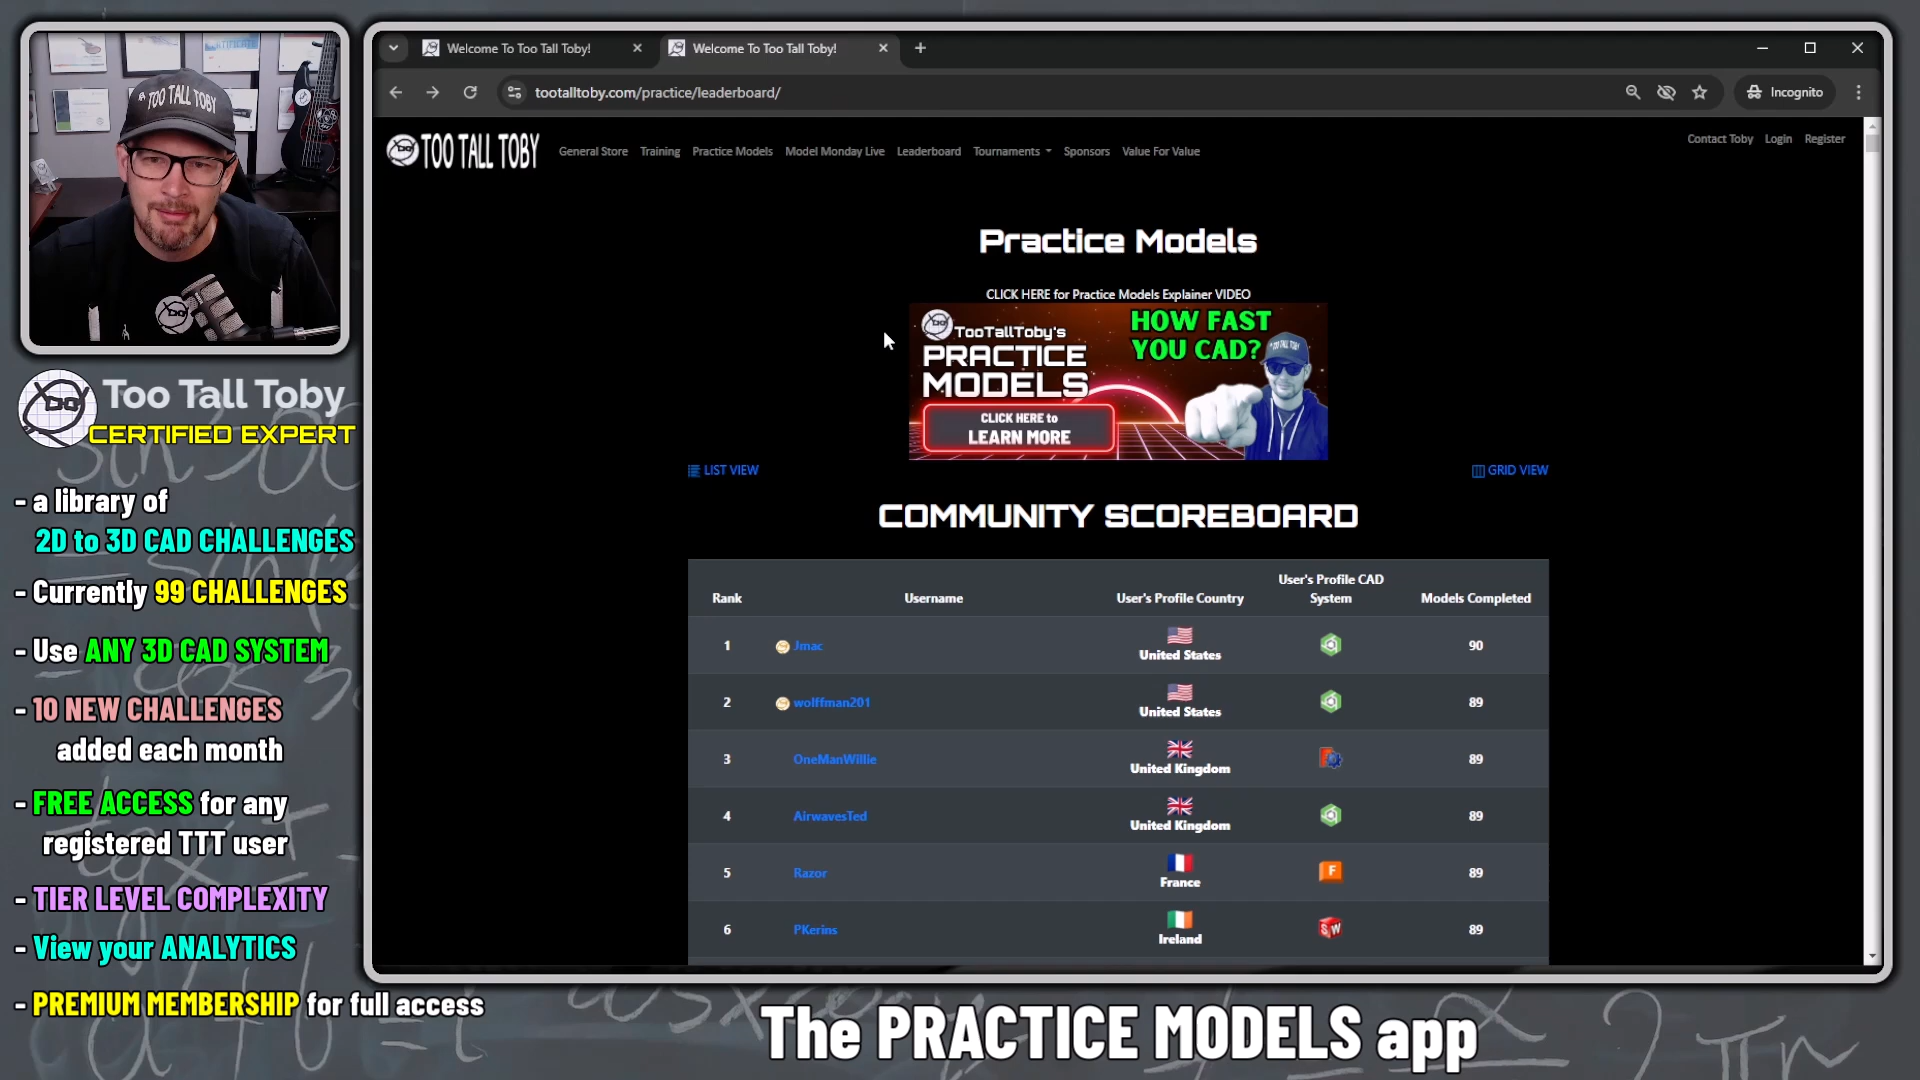 Welcome To Too Tall Toby!
Welcome To Too Tall Toby!
tootalltoby.com/practice/leaderboard/
Incognito
TOO TALL TOBY
TOO TALL TOBY
General Store Training Practice Models Model Monday Live Leaderboard Tournaments Sponsors Value For Value
Contact Toby Login Register
Practice Models
CLICK HERE for Practice Models Explainer VIDEO
TooTallToby's
PRACTICE
MODELS
CLICK HERE to
LEARN MORE
HOW FAST
YOU CAD?
LIST VIEW
GRID VIEW
COMMUNITY SCOREBOARD
Rank Username User's Profile Country User's Profile CAD System Models Completed
1 Jmac United States 90
2 wolffman201 United States 89
3 OneManWillie United Kingdom 89
4 AirwavesTed United Kingdom 89
5 Razor France F 89
6 PKerins Ireland SW 89
Too Tall Toby
CERTIFIED EXPERT
- a library of
2D to 3D CAD CHALLENGES
- Currently 99 CHALLENGES
- Use ANY 3D CAD SYSTEM
- 10 NEW CHALLENGES
added each month
- FREE ACCESS for any
registered TTT user
- TIER LEVEL COMPLEXITY
- View your ANALYTICS
- PREMIUM MEMBERSHIP for full access
The PRACTICE MODELS app